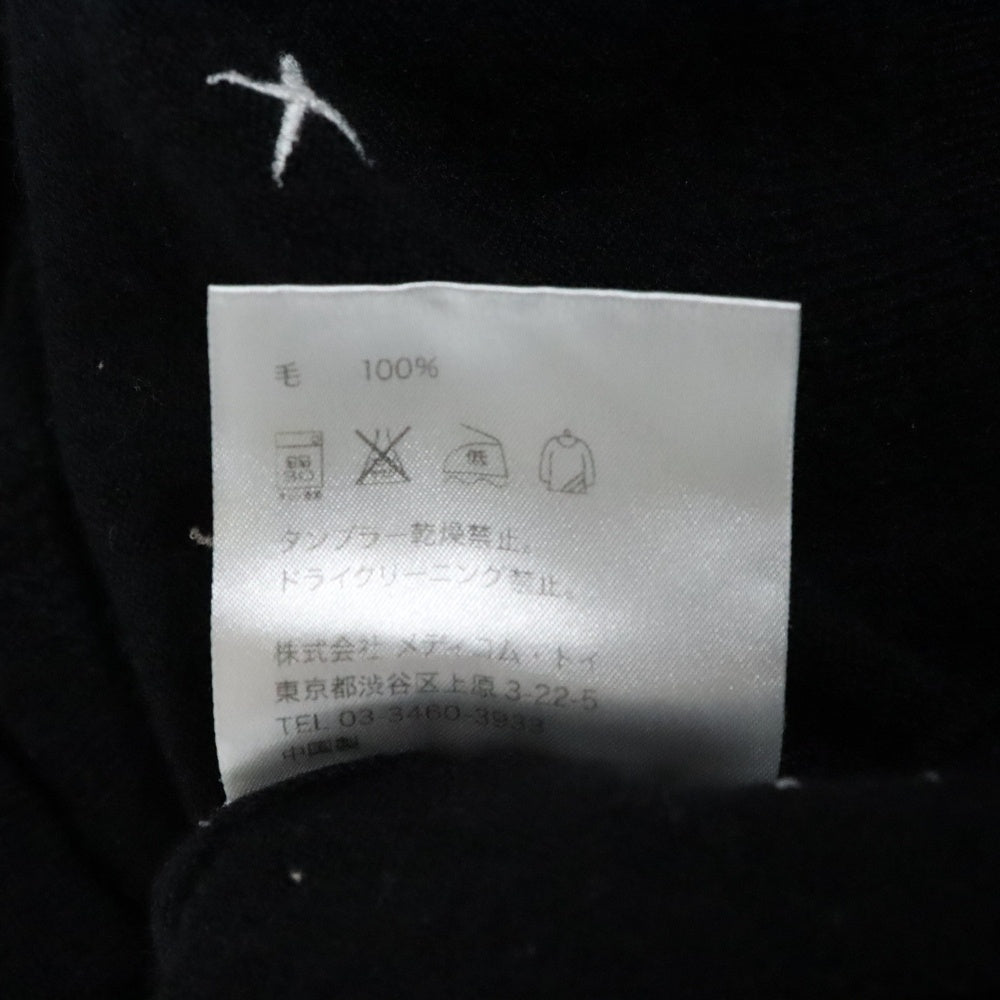 毛 100%
低
タンブラー乾燥禁止。
ドライクリーニング禁止。
株式会社 メディコム・トイ
東京都渋谷区上原3-22-5
TEL 03-3460-3933
中国製